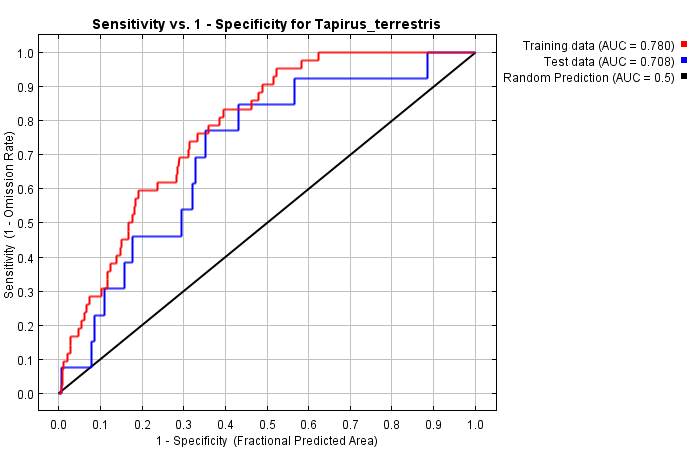 Sensitivity vs. 1 - Specificity for Tapirus_terrestris
Training data (AUC = 0.780)
Test data (AUC = 0.708)
Random Prediction (AUC = 0.5)
Sensitivity (1 - Omission Rate)
1.0
0.9
0.8
0.7
0.6
0.5
0.4
0.3
0.2
0.1
0.0
0.0 0.1 0.2 0.3 0.4 0.5 0.6 0.7 0.8 0.9 1.0
1 - Specificity (Fractional Predicted Area)